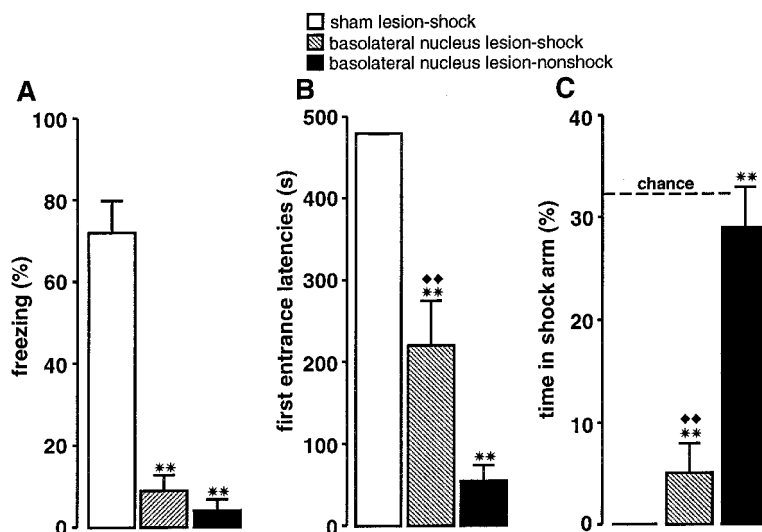 sham lesion-shock
basolateral nucleus lesion-shock
basolateral nucleus lesion-nonshock
A
freezing (%)
100
80
60
40
20
0
**
**
B
first entrance latencies (s)
500
400
300
200
100
0
◆◆
**
**
C
time in shock arm (%)
40
30
20
10
0
chance
◆◆
**
**